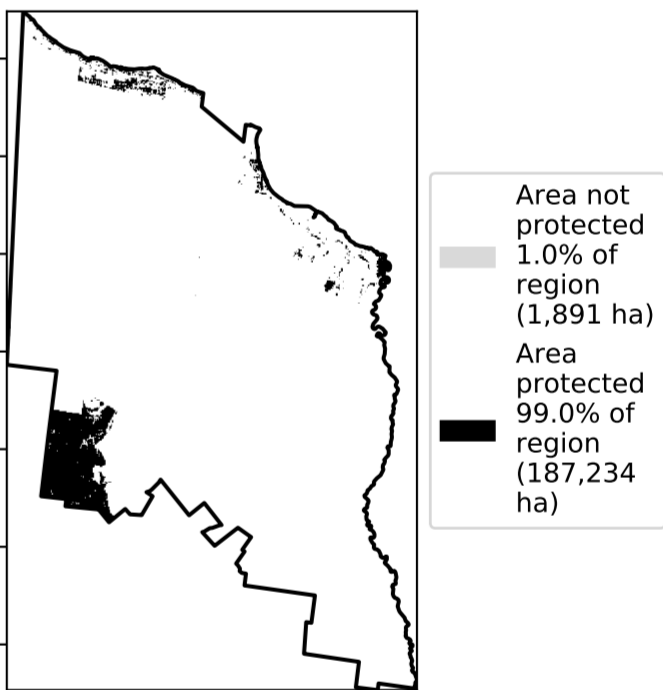 Area not
protected
1.0% of
region
(1,891 ha)
Area
protected
99.0% of
region
(187,234
ha)